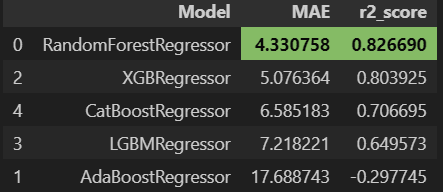 Model MAE r2_score
0 RandomForestRegressor 4.330758 0.826690
2 XGBRegressor 5.076364 0.803925
4 CatBoostRegressor 6.585183 0.706695
3 LGBMRegressor 7.218221 0.649573
1 AdaBoostRegressor 17.688743 -0.297745